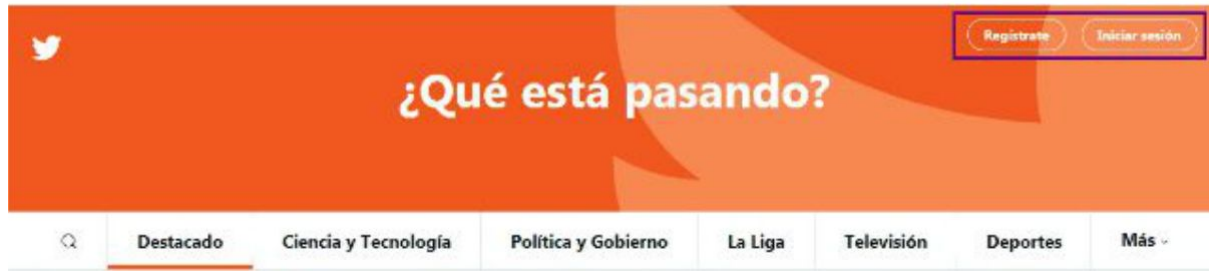 Regístrate Iniciar sesión
¿Qué está pasando?
Destacado Ciencia y Tecnología Política y Gobierno La Liga Televisión Deportes Más